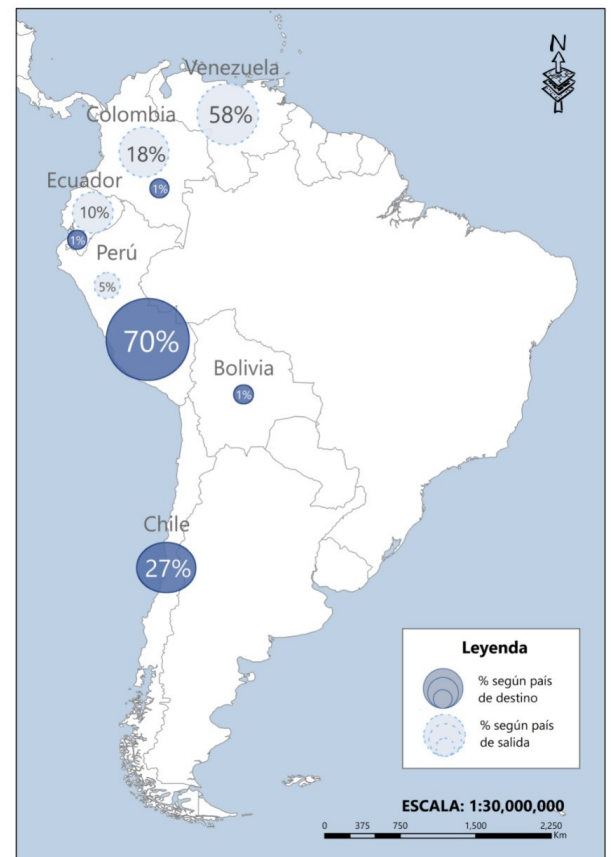 N
Venezuela
58%
Colombia
18%
1%
Ecuador
10%
1%
Perú
5%
70%
Bolivia
1%
Chile
27%
Leyenda
% según país
de destino
% según país
de salida
ESCALA: 1:30,000,000
0 375 750 1,500 2,250
Km